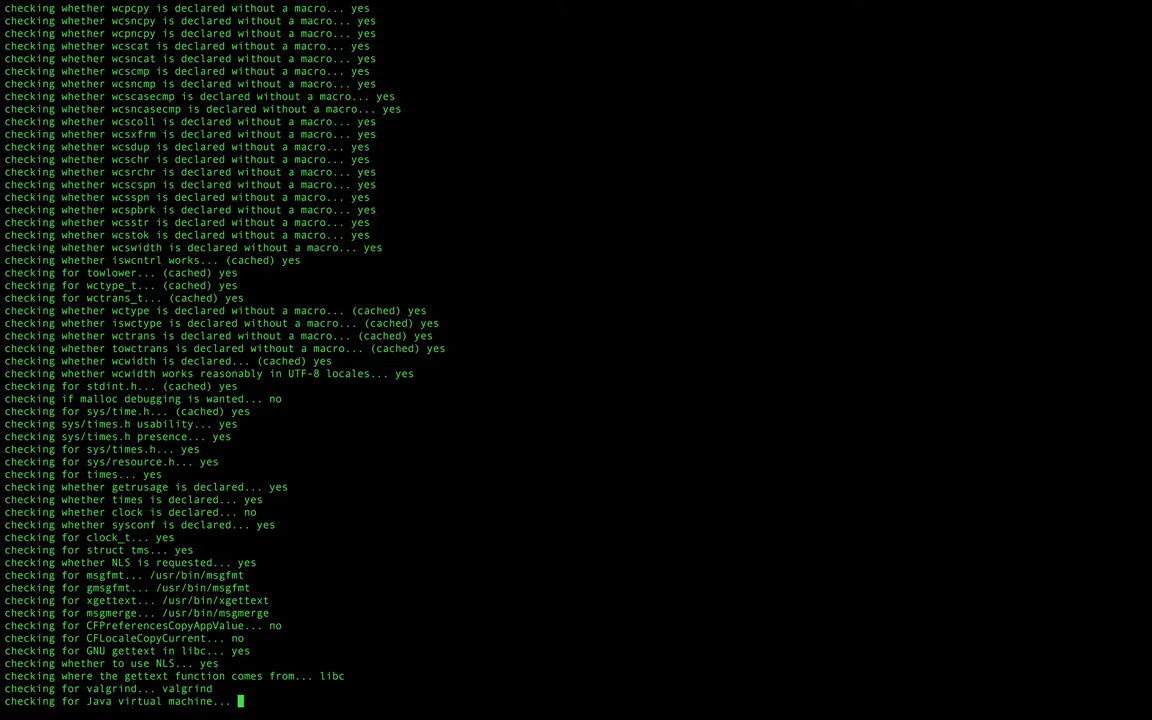 checking whether wcpcpy is declared without a macro... yes
checking whether wcsncpy is declared without a macro... yes
checking whether wcpncpy is declared without a macro... yes
checking whether wcscat is declared without a macro... yes
checking whether wcsncat is declared without a macro... yes
checking whether wcscmp is declared without a macro... yes
checking whether wcsncmp is declared without a macro... yes
checking whether wcscasecmp is declared without a macro... yes
checking whether wcsncasecmp is declared without a macro... yes
checking whether wcscoll is declared without a macro... yes
checking whether wcsxfrm is declared without a macro... yes
checking whether wcsdup is declared without a macro... yes
checking whether wcschr is declared without a macro... yes
checking whether wcsrchr is declared without a macro... yes
checking whether wcscspn is declared without a macro... yes
checking whether wcsspn is declared without a macro... yes
checking whether wcspbrk is declared without a macro... yes
checking whether wcsstr is declared without a macro... yes
checking whether wcstok is declared without a macro... yes
checking whether wcswidth is declared without a macro... yes
checking whether iswcntrl works... (cached) yes
checking for towlower... (cached) yes
checking for wctype_t... (cached) yes
checking for wctrans_t... (cached) yes
checking whether wctype is declared without a macro... (cached) yes
checking whether iswctype is declared without a macro... (cached) yes
checking whether wctrans is declared without a macro... (cached) yes
checking whether towctrans is declared without a macro... (cached) yes
checking whether wcwidth is declared... (cached) yes
checking whether wcwidth works reasonably in UTF-8 locales... yes
checking for stdint.h... (cached) yes
checking if malloc debugging is wanted... no
checking for sys/time.h... (cached) yes
checking sys/times.h usability... yes
checking sys/times.h presence... yes
checking for sys/times.h... yes
checking for sys/resource.h... yes
checking for times... yes
checking whether getrusage is declared... yes
checking whether times is declared... yes
checking whether clock is declared... no
checking whether sysconf is declared... yes
checking for clock_t... yes
checking for struct tms... yes
checking whether NLS is requested... yes
checking for msgfmt... /usr/bin/msgfmt
checking for gmsgfmt... /usr/bin/msgfmt
checking for xgettext... /usr/bin/xgettext
checking for msgmerge... /usr/bin/msgmerge
checking for CFPreferencesCopyAppValue... no
checking for CFLocaleCopyCurrent... no
checking for GNU gettext in libc... yes
checking whether to use NLS... yes
checking where the gettext function comes from... libc
checking for valgrind... valgrind
checking for Java virtual machine...